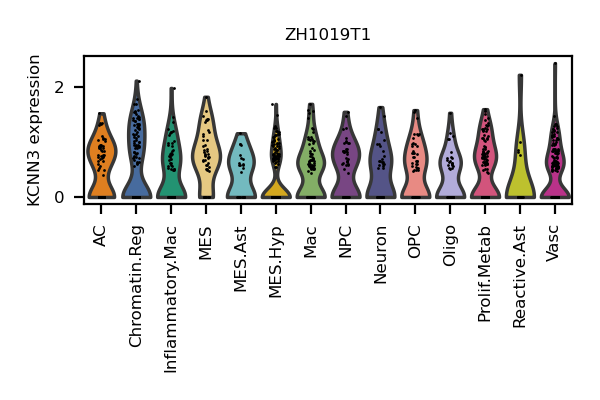 ZH1019T1
KCNN3 expression
2
0
AC
Chromatin.Reg
Inflammatory.Mac
MES
MES.Ast
MES.Hyp
Mac
NPC
Neuron
OPC
Oligo
Prolif.Metab
Reactive.Ast
Vasc